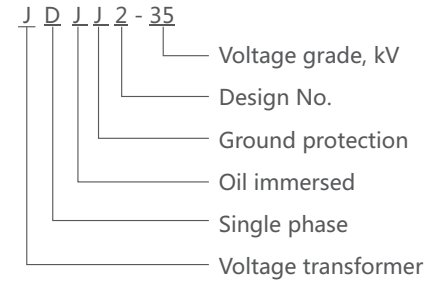 J D J J 2 - 35
Voltage grade, kV
Design No.
Ground protection
Oil immersed
Single phase
Voltage transformer